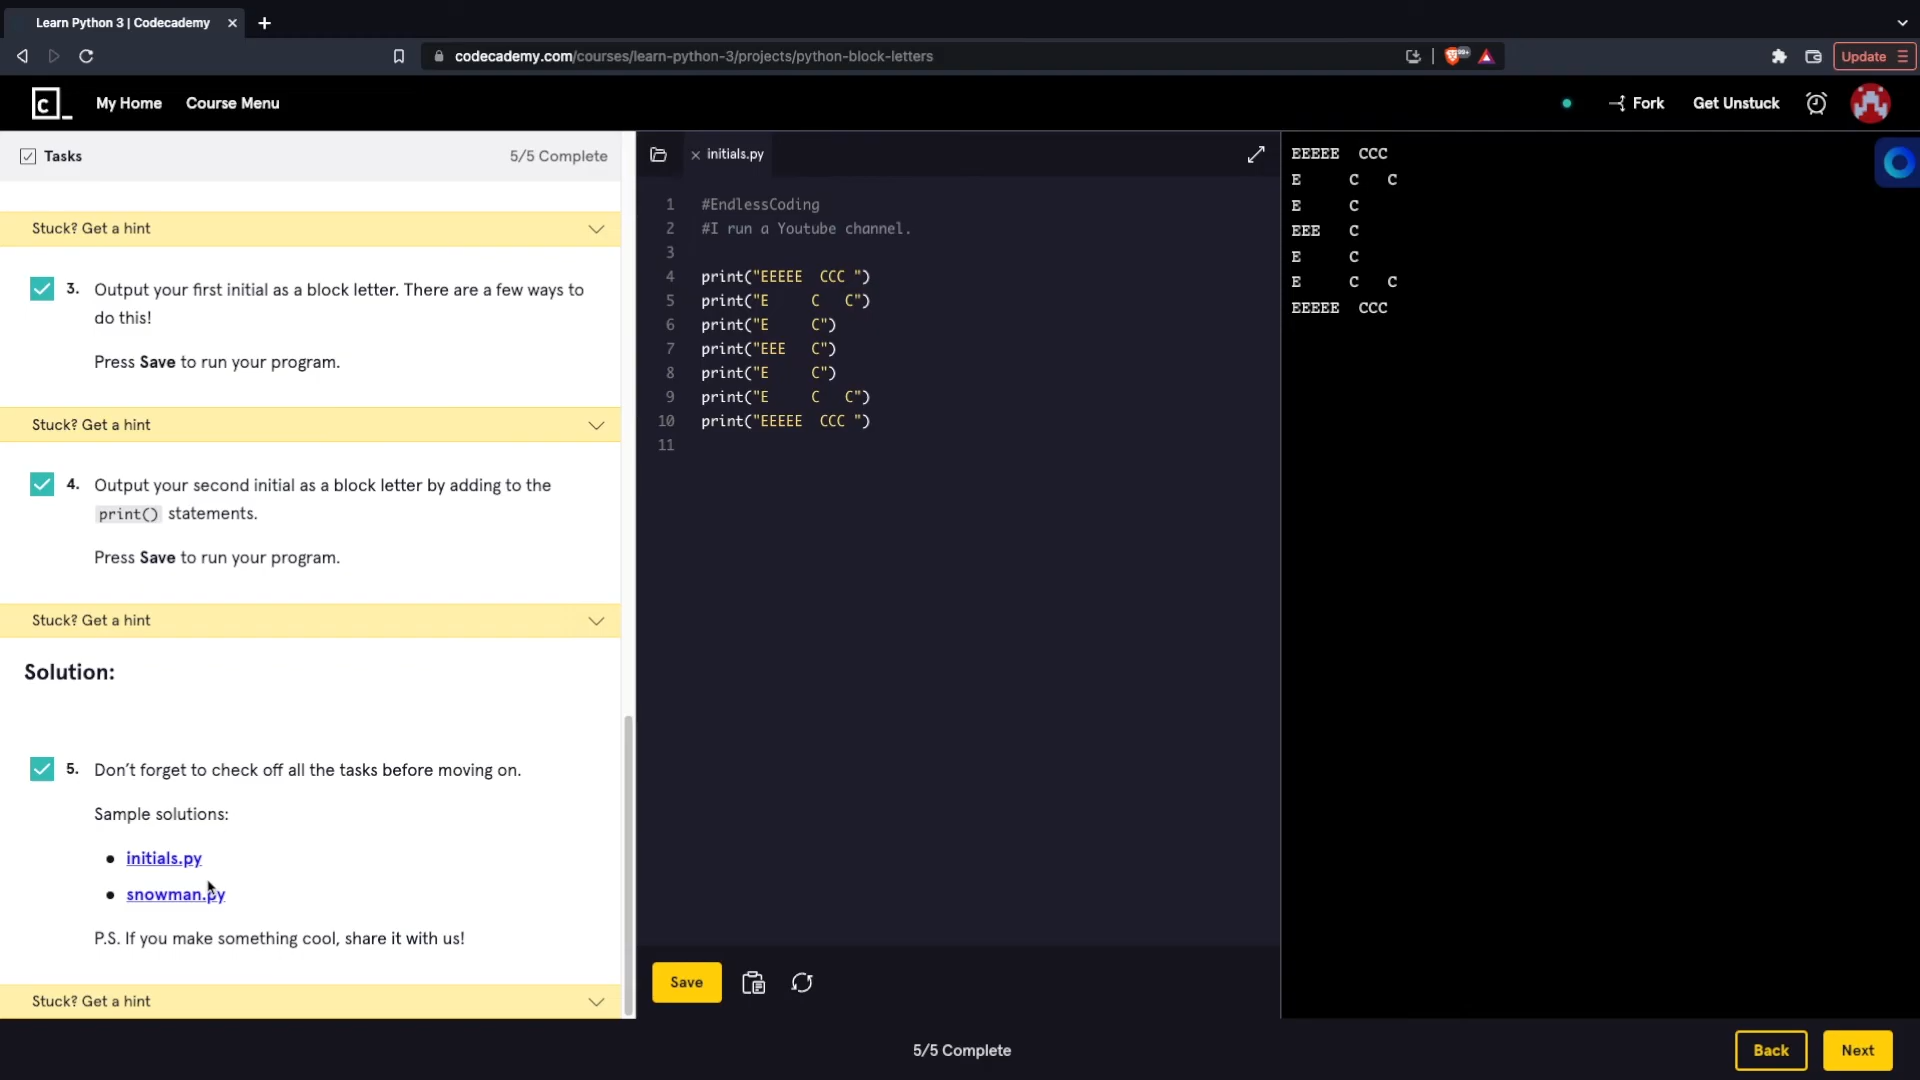 Learn Python 3 | Codecademy
codecademy.com/courses/learn-python-3/projects/python-block-letters
99+
Update
c_
My Home
Course Menu
Fork
Get Unstuck
Tasks
5/5 Complete
Stuck? Get a hint
3. Output your first initial as a block letter. There are a few ways to
do this!
Press Save to run your program.
Stuck? Get a hint
4. Output your second initial as a block letter by adding to the
print() statements.
Press Save to run your program.
Stuck? Get a hint
Solution:
5. Don't forget to check off all the tasks before moving on.
Sample solutions:
• initials.py
• snowman.py
P.S. If you make something cool, share it with us!
Stuck? Get a hint
initials.py
1 #EndlessCoding
2 #I run a Youtube channel.
3
4 print("EEEEE  CCC ")
5 print("E     C   C")
6 print("E     C")
7 print("EEE   C")
8 print("E     C")
9 print("E     C   C")
10 print("EEEEE  CCC ")
11
Save
EEEEE  CCC
E     C   C
E     C
EEE   C
E     C
E     C   C
EEEEE  CCC
5/5 Complete
Back
Next